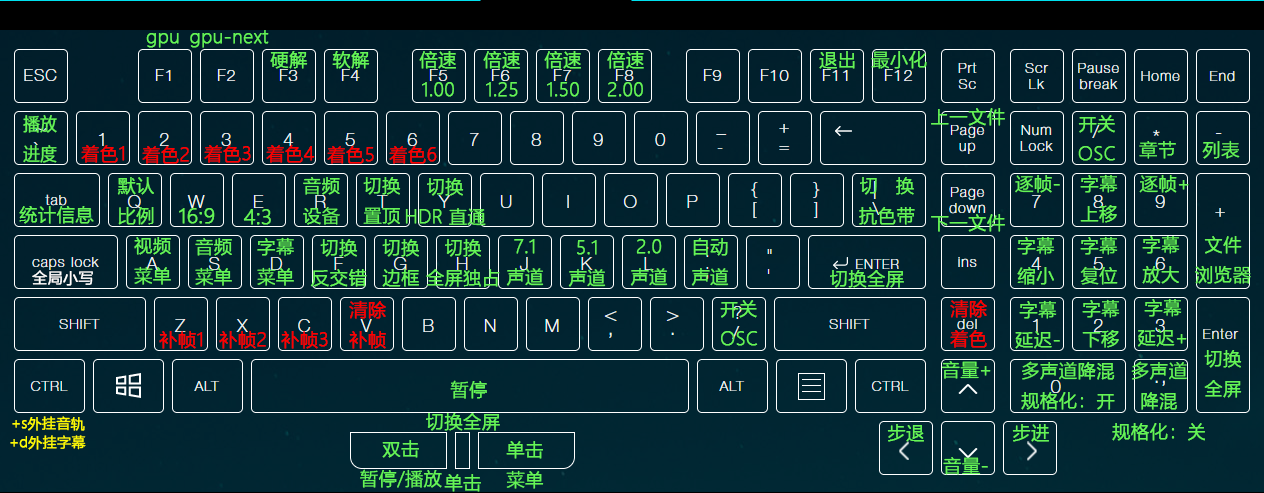 gpu gpu-next
ESC F1 F2 硬解 F3 软解 F4 倍速 F5 1.00 倍速 F6 1.25 倍速 F7 1.50 倍速 F8 2.00 F9 F10 退出 F11 最小化 F12 Prt Sc Scr Lk Pause break Home End
播放 ~ ` 进度 1 着色1 2 着色2 3 着色3 4 着色4 5 着色5 6 着色6 7 8 9 0 _ - + = ← 上一文件 Page up Num Lock 开关 / OSC * 章节 - 列表
tab 统计信息 默认 Q 比例 W 16:9 E 4:3 音频 R 设备 切换 T 置顶 切换 Y HDR 直通 U I O P { [ } ] 切 换 | \ 抗色带 Page down 下一文件 逐帧- 7 字幕 8 上移 逐帧+ 9 + 文件 浏览器
caps lock 全局小写 视频 A 菜单 音频 S 菜单 字幕 D 菜单 切换 F 反交错 切换 G 边框 切换 H 全屏独占 7.1 J 声道 5.1 K 声道 2.0 L 声道 自动 声道 " ' ↵ ENTER 切换全屏 ins 字幕 4 缩小 字幕 5 复位 字幕 6 放大
SHIFT Z 补帧1 X 补帧2 C 补帧3 清除 V 补帧 B N M < , > . 开关 ? / OSC SHIFT 清除 del 着色 字幕 1 延迟- 字幕 2 下移 字幕 3 延迟+ Enter 切换 全屏
CTRL ALT 暂停 ALT CTRL 音量+ 多声道降混 0 规格化：开 多声道 . , 降混
+s外挂音轨
+d外挂字幕
切换全屏
双击 单击
暂停/播放 单击 菜单
步退 < 音量- 步进 > 规格化：关